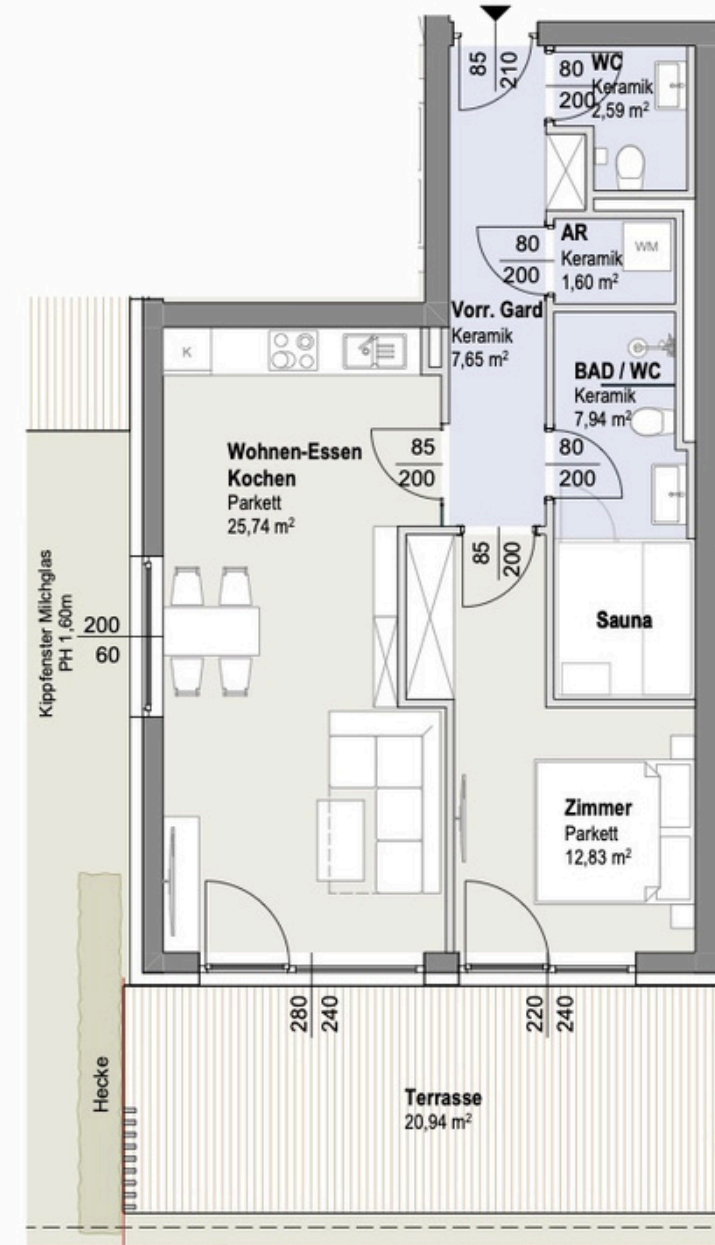 85
210
80
200
WC
Keramik
2,59 m²
80
200
AR
Keramik
1,60 m²
WM
Vorr. Gard
Keramik
7,65 m²
K
BAD / WC
Keramik
7,94 m²
Wohnen-Essen
Kochen
Parkett
25,74 m²
85
200
80
200
85
200
Kippfenster Milchglas
PH 1,60m
200
60
Sauna
Zimmer
Parkett
12,83 m²
280
240
220
240
Hecke
Terrasse
20,94 m²